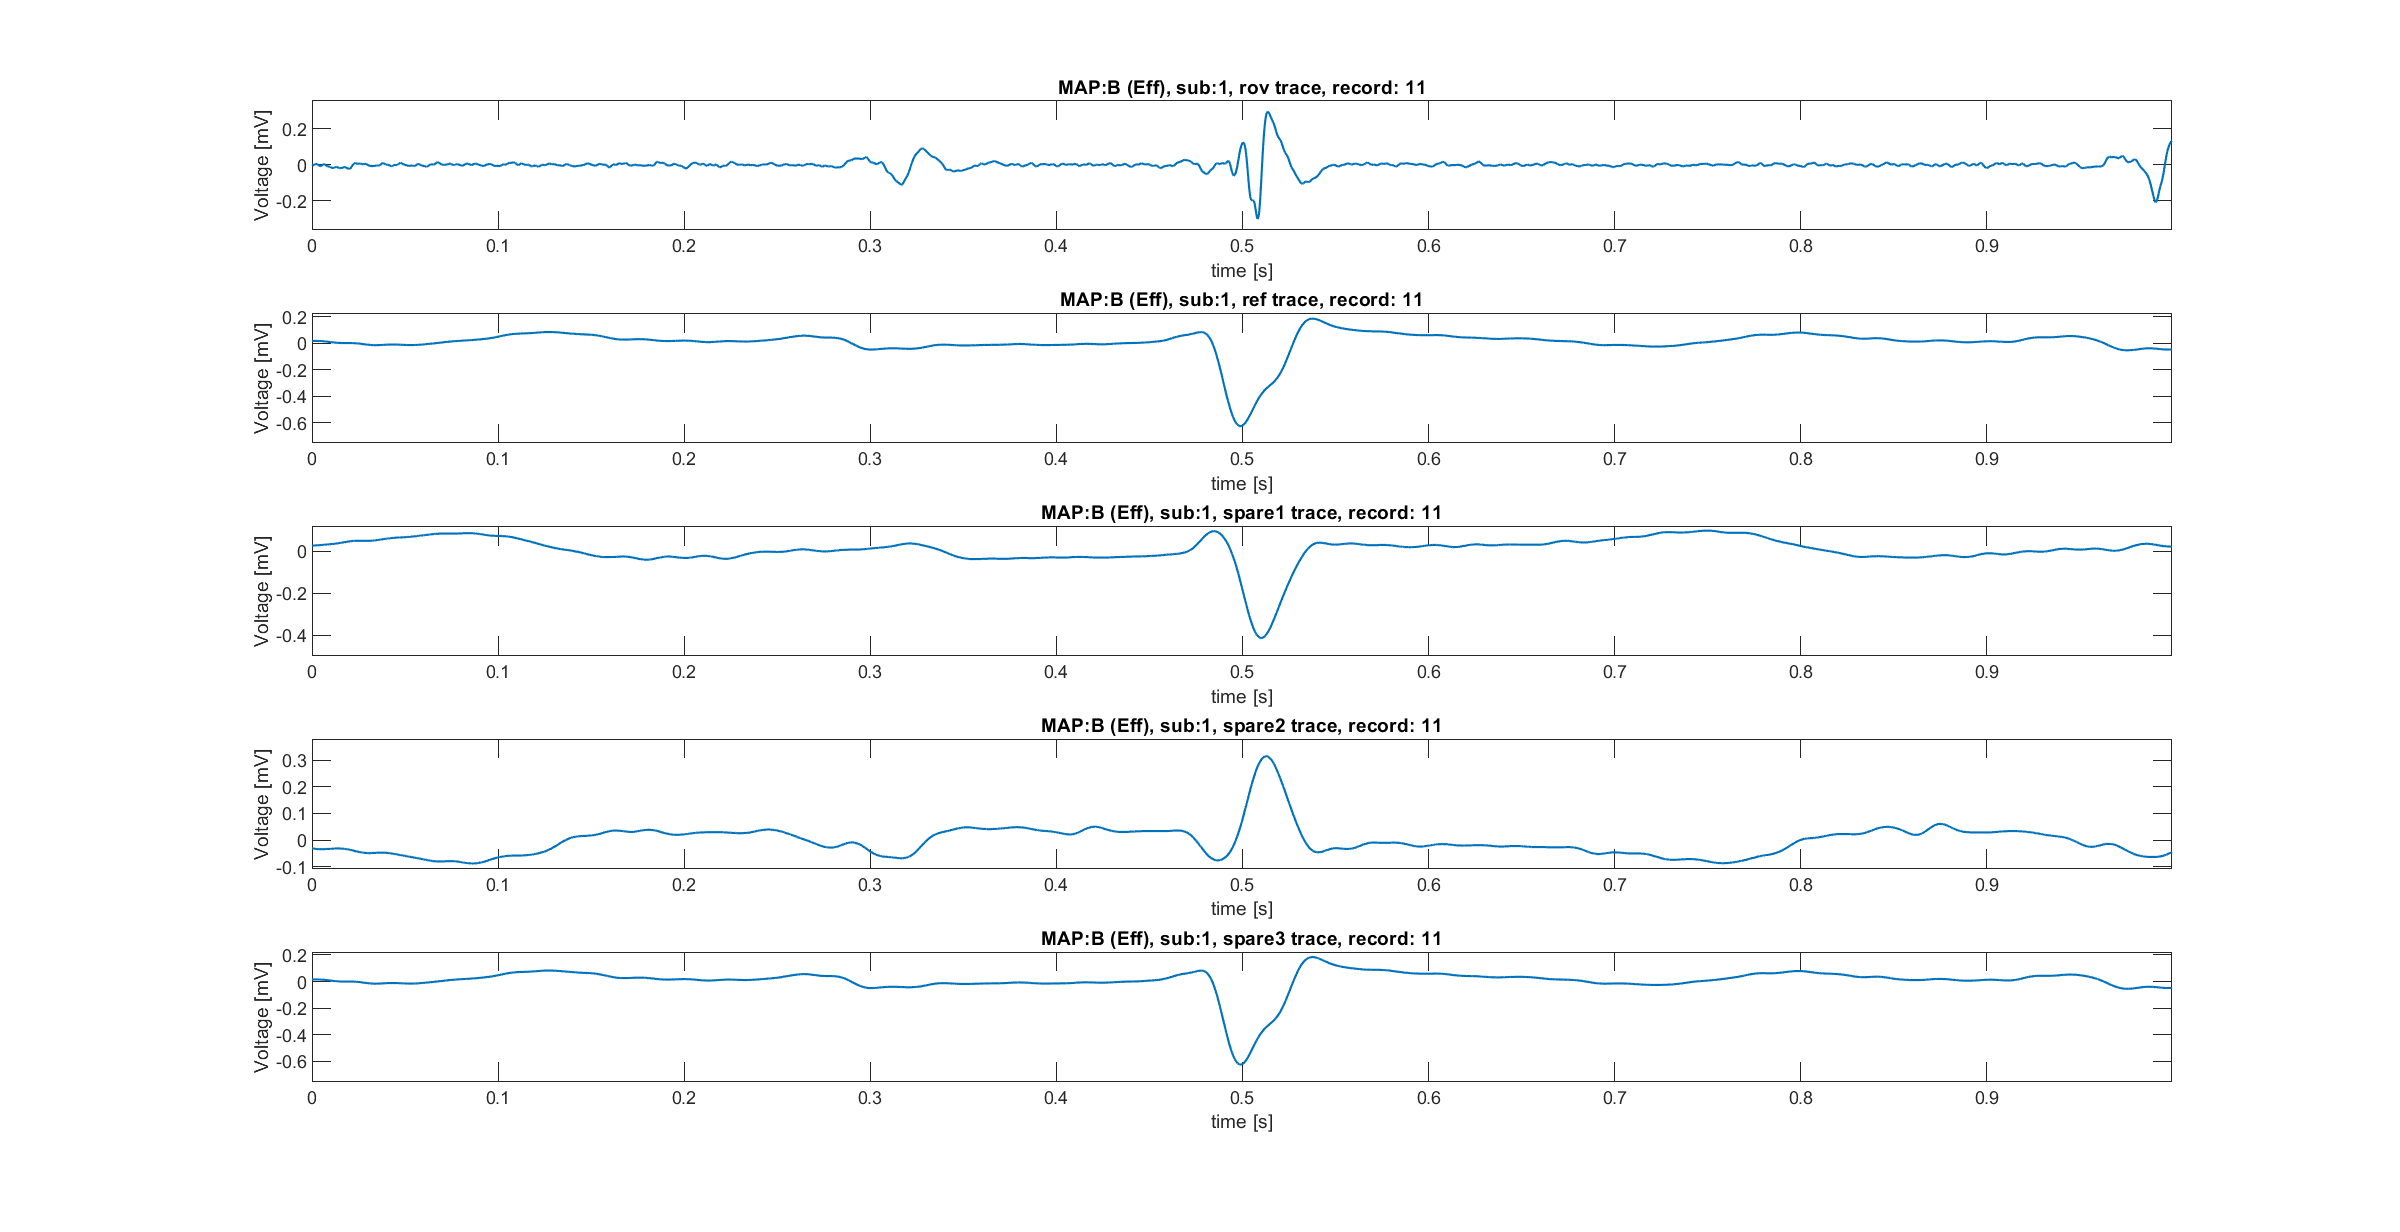 MAP:B (Eff), sub:1, rov trace, record: 11
Voltage [mV]
0.2
0
-0.2
0 0.1 0.2 0.3 0.4 0.5 0.6 0.7 0.8 0.9
time [s]
MAP:B (Eff), sub:1, ref trace, record: 11
Voltage [mV]
0.2
0
-0.2
-0.4
-0.6
0 0.1 0.2 0.3 0.4 0.5 0.6 0.7 0.8 0.9
time [s]
MAP:B (Eff), sub:1, spare1 trace, record: 11
Voltage [mV]
0
-0.2
-0.4
0 0.1 0.2 0.3 0.4 0.5 0.6 0.7 0.8 0.9
time [s]
MAP:B (Eff), sub:1, spare2 trace, record: 11
Voltage [mV]
0.3
0.2
0.1
0
-0.1
0 0.1 0.2 0.3 0.4 0.5 0.6 0.7 0.8 0.9
time [s]
MAP:B (Eff), sub:1, spare3 trace, record: 11
Voltage [mV]
0.2
0
-0.2
-0.4
-0.6
0 0.1 0.2 0.3 0.4 0.5 0.6 0.7 0.8 0.9
time [s]